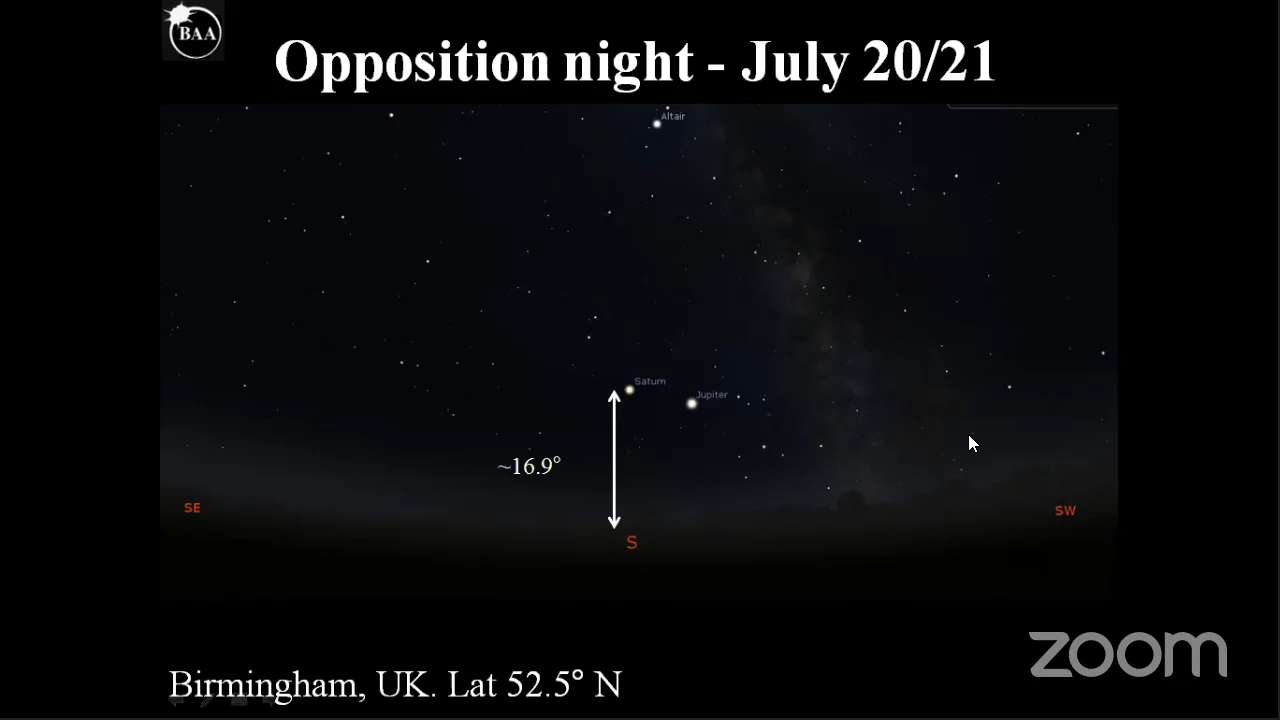 BAA
Opposition night - July 20/21
Altair
Saturn
Jupiter
~16.9°
SE
SW
S
zoom
Birmingham, UK. Lat 52.5° N